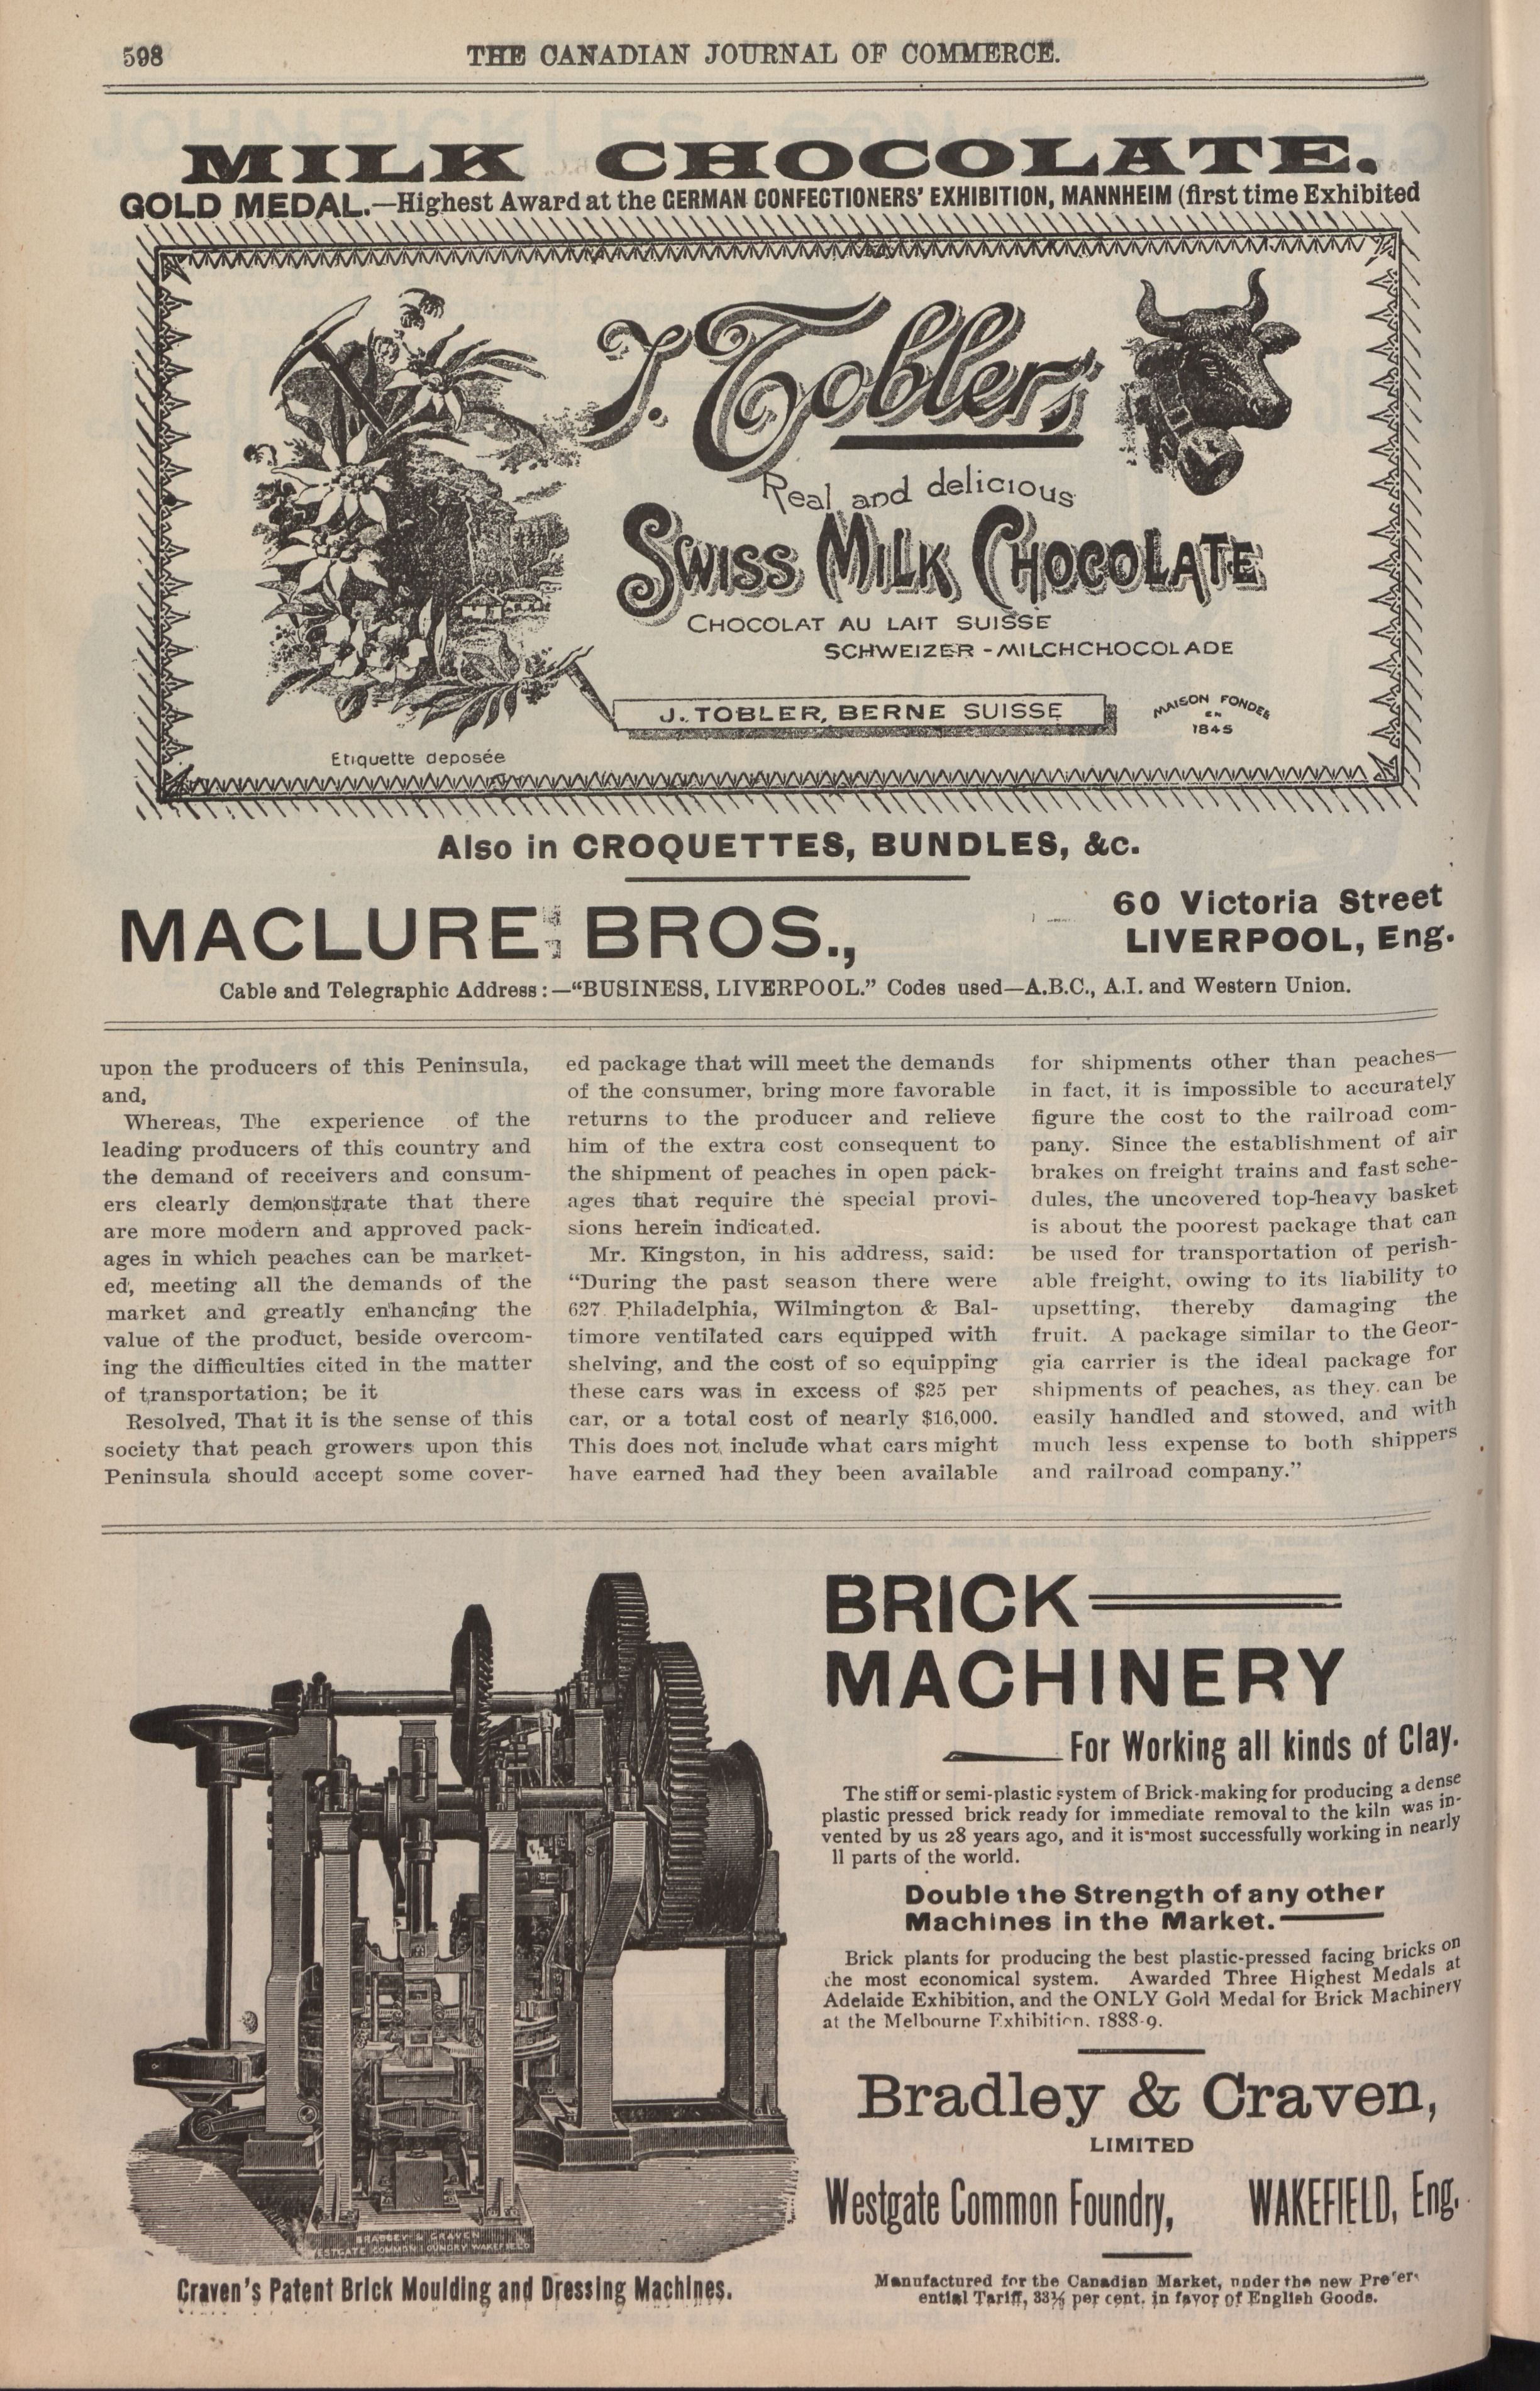 598
THE CANADIAN JOURNAL OF COMMERCE.
MILK CHOCOLATE.
GOLD MEDAL.—Highest Award at the GERMAN CONFECTIONERS' EXHIBITION, MANNHEIM (first time Exhibited
J. Tobler's
Real and delicious
SWISS MILK CHOCOLATE
CHOCOLAT AU LAIT SUISSE
SCHWEIZER - MILCHCHOCOLADE
J. TOBLER, BERNE SUISSE
MAISON FONDÉE
EN
1845
Etiquette deposée
Also in CROQUETTES, BUNDLES, &c.
MACLURE BROS.,
60 Victoria Street
LIVERPOOL, Eng.
Cable and Telegraphic Address:—"BUSINESS, LIVERPOOL." Codes used—A.B.C., A.I. and Western Union.
upon the producers of this Peninsula,
and,
Whereas, The experience of the
leading producers of this country and
the demand of receivers and consum-
ers clearly demonstrate that there
are more modern and approved pack-
ages in which peaches can be market-
ed, meeting all the demands of the
market and greatly enhancing the
value of the product, beside overcom-
ing the difficulties cited in the matter
of transportation; be it
Resolved, That it is the sense of this
society that peach growers upon this
Peninsula should accept some cover-
ed package that will meet the demands
of the consumer, bring more favorable
returns to the producer and relieve
him of the extra cost consequent to
the shipment of peaches in open pack-
ages that require the special provi-
sions herein indicated.
Mr. Kingston, in his address, said:
"During the past season there were
627 Philadelphia, Wilmington & Bal-
timore ventilated cars equipped with
shelving, and the cost of so equipping
these cars was in excess of $25 per
car, or a total cost of nearly $16,000.
This does not include what cars might
have earned had they been available
for shipments other than peaches—
in fact, it is impossible to accurately
figure the cost to the railroad com-
pany. Since the establishment of air
brakes on freight trains and fast sche-
dules, the uncovered top-heavy basket
is about the poorest package that can
be used for transportation of perish-
able freight, owing to its liability to
upsetting, thereby damaging the
fruit. A package similar to the Geor-
gia carrier is the ideal package for
shipments of peaches, as they can be
easily handled and stowed, and with
much less expense to both shippers
and railroad company."
BRICK
MACHINERY
For Working all kinds of Clay.
The stiff or semi-plastic system of Brick-making for producing a dense
plastic pressed brick ready for immediate removal to the kiln was in-
vented by us 28 years ago, and it is most successfully working in nearly
ll parts of the world.
Double the Strength of any other
Machines in the Market.
Brick plants for producing the best plastic-pressed facing bricks on
the most economical system. Awarded Three Highest Medals at
Adelaide Exhibition, and the ONLY Gold Medal for Brick Machinery
at the Melbourne Exhibition. 1888-9.
Bradley & Craven,
LIMITED
Westgate Common Foundry, WAKEFIELD, Eng.
Manufactured for the Canadian Market, under the new Prefer-
ential Tariff, 33⅓ per cent. in favor of English Goods.
BRADLEY & CRAVEN
ESTGATE COMMON FOUNDRY WAKEFIELD
Craven's Patent Brick Moulding and Dressing Machines.